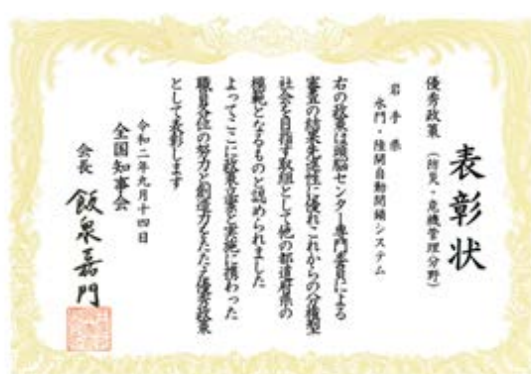 表彰状
優秀政策（防災・危機管理分野）
岩手県
水門・陸閘自動閉鎖システム
右の政策は頭脳センター専門委員による
審査の結果先進性に優れこれからの分権型
社会を目指す取組として他の都道府県の
模範となるものと認められました
よってここに政策立案と実施に携わった
職員各位の努力と創造力をたたえ優秀政策
として表彰します
令和二年九月十四日
全国知事会
会長 飯泉嘉門